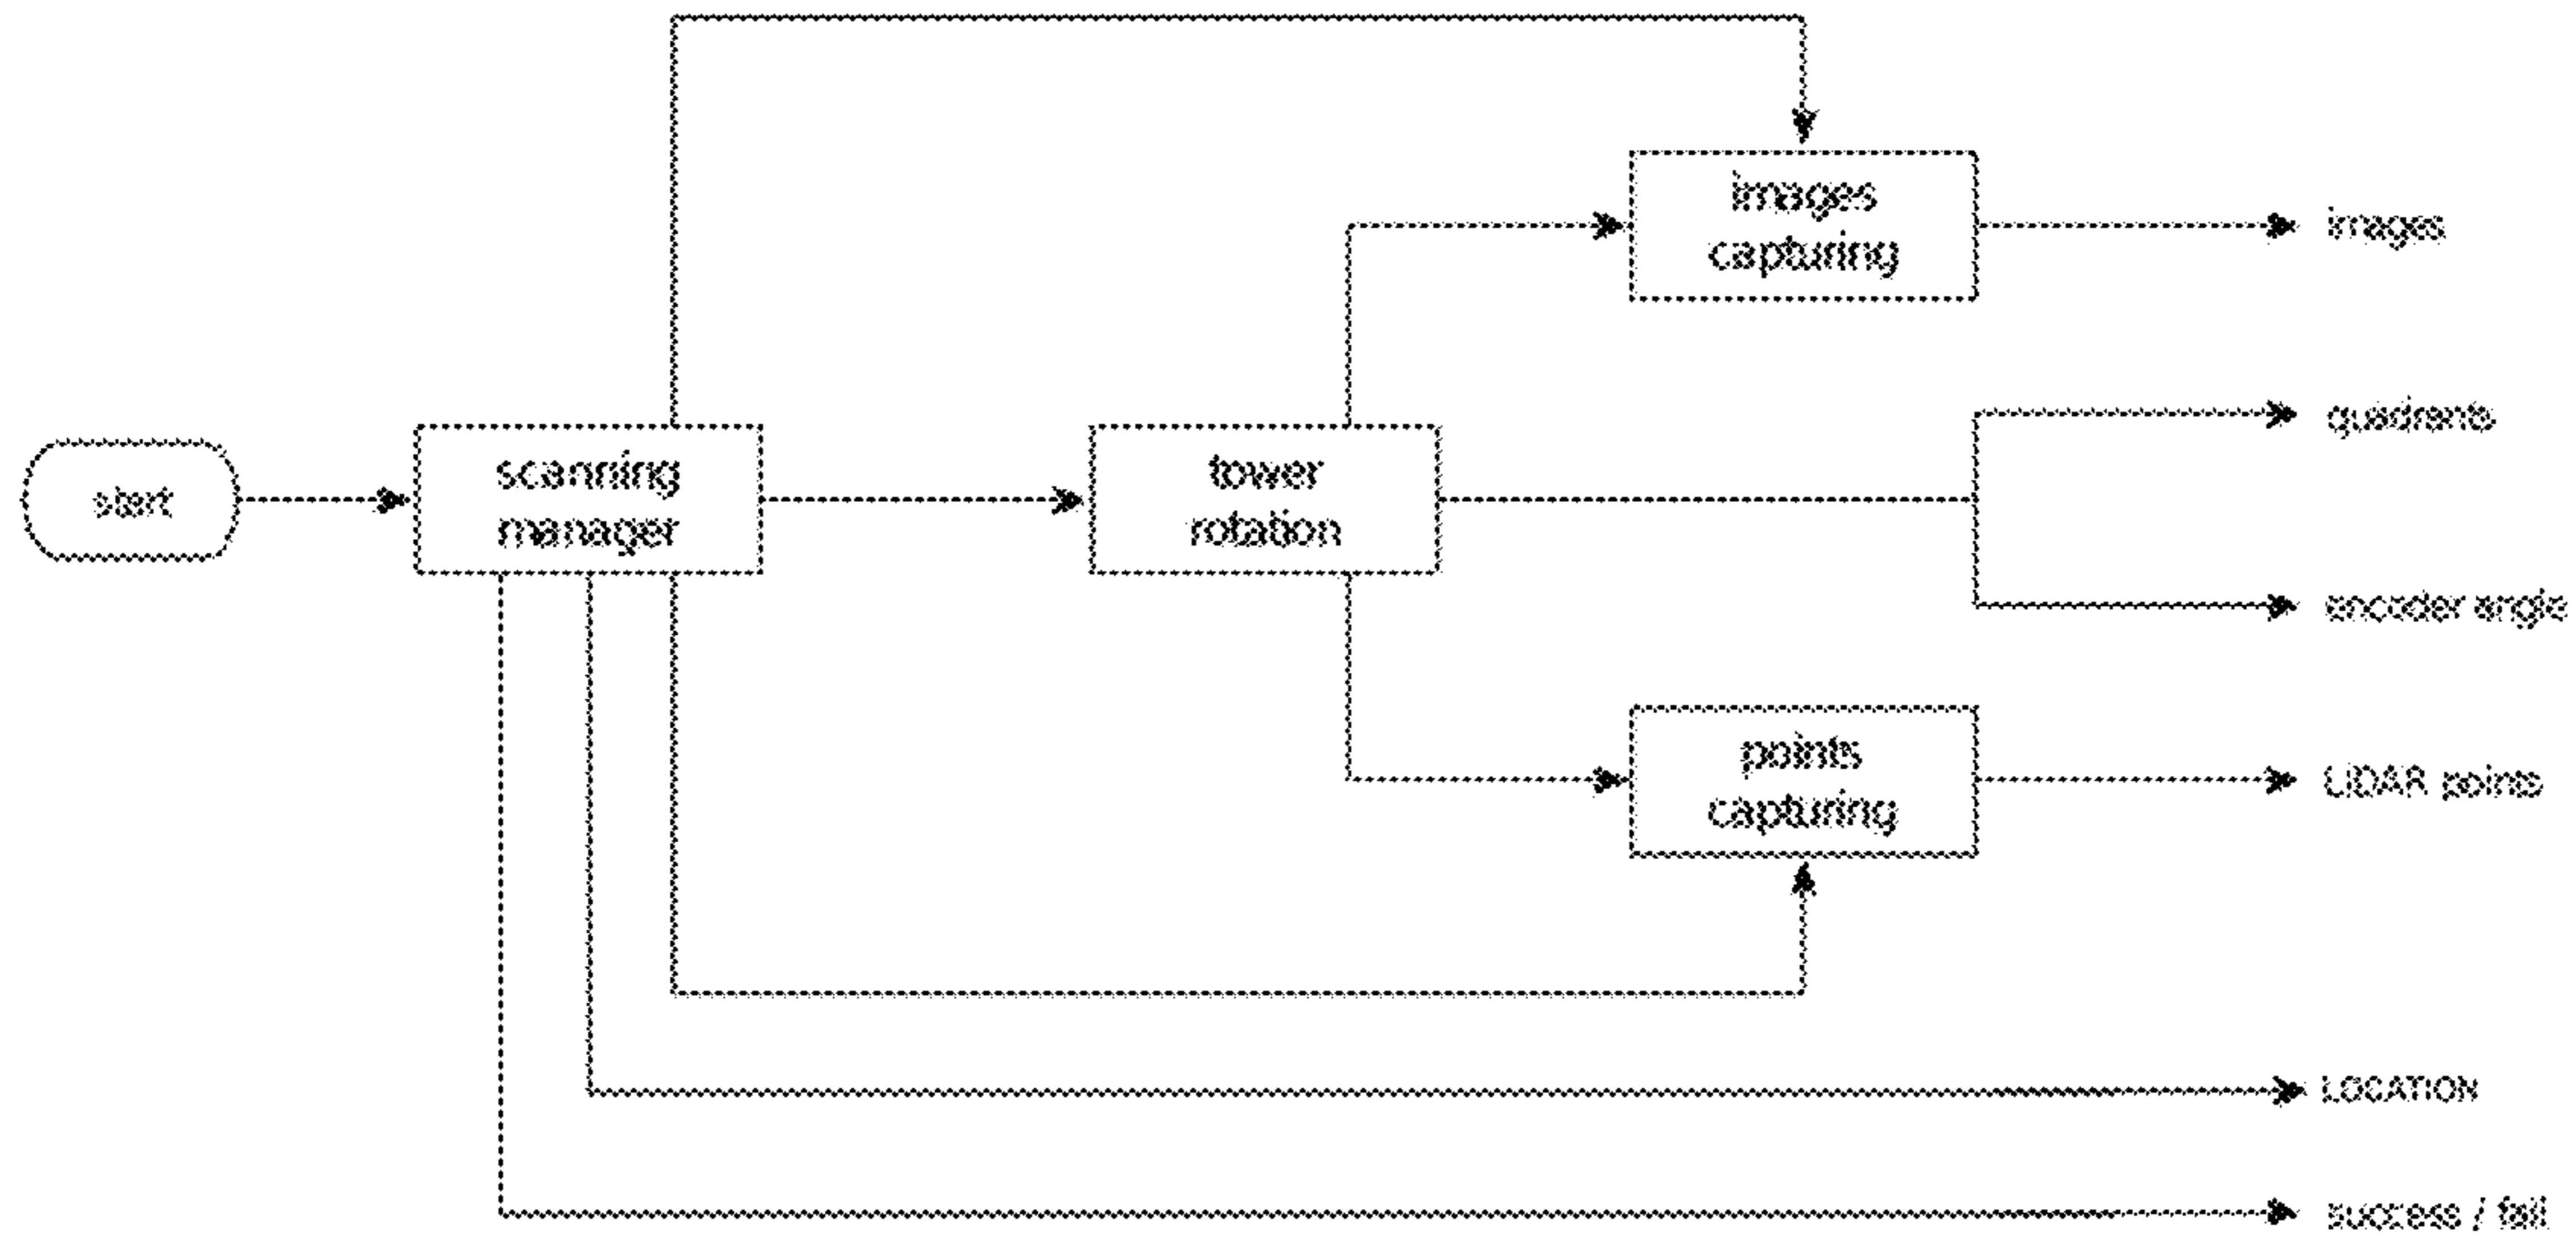 images
capturing
images
quadrants
start
scanning
manager
tower
rotation
encoder angle
points
capturing
LiDAR points
LOCATION
success / fail